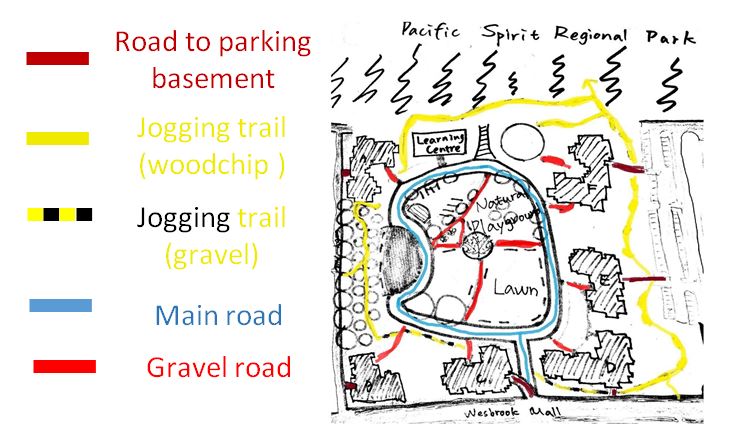 Road to parking
basement
Jogging trail
(woodchip )
Jogging trail
(gravel)
Main road
Gravel road
Pacific Spirit Regional Park
Learning
Centre
A
Natural
Playground
Lawn
F
E
B
C
D
Wesbrook Mall